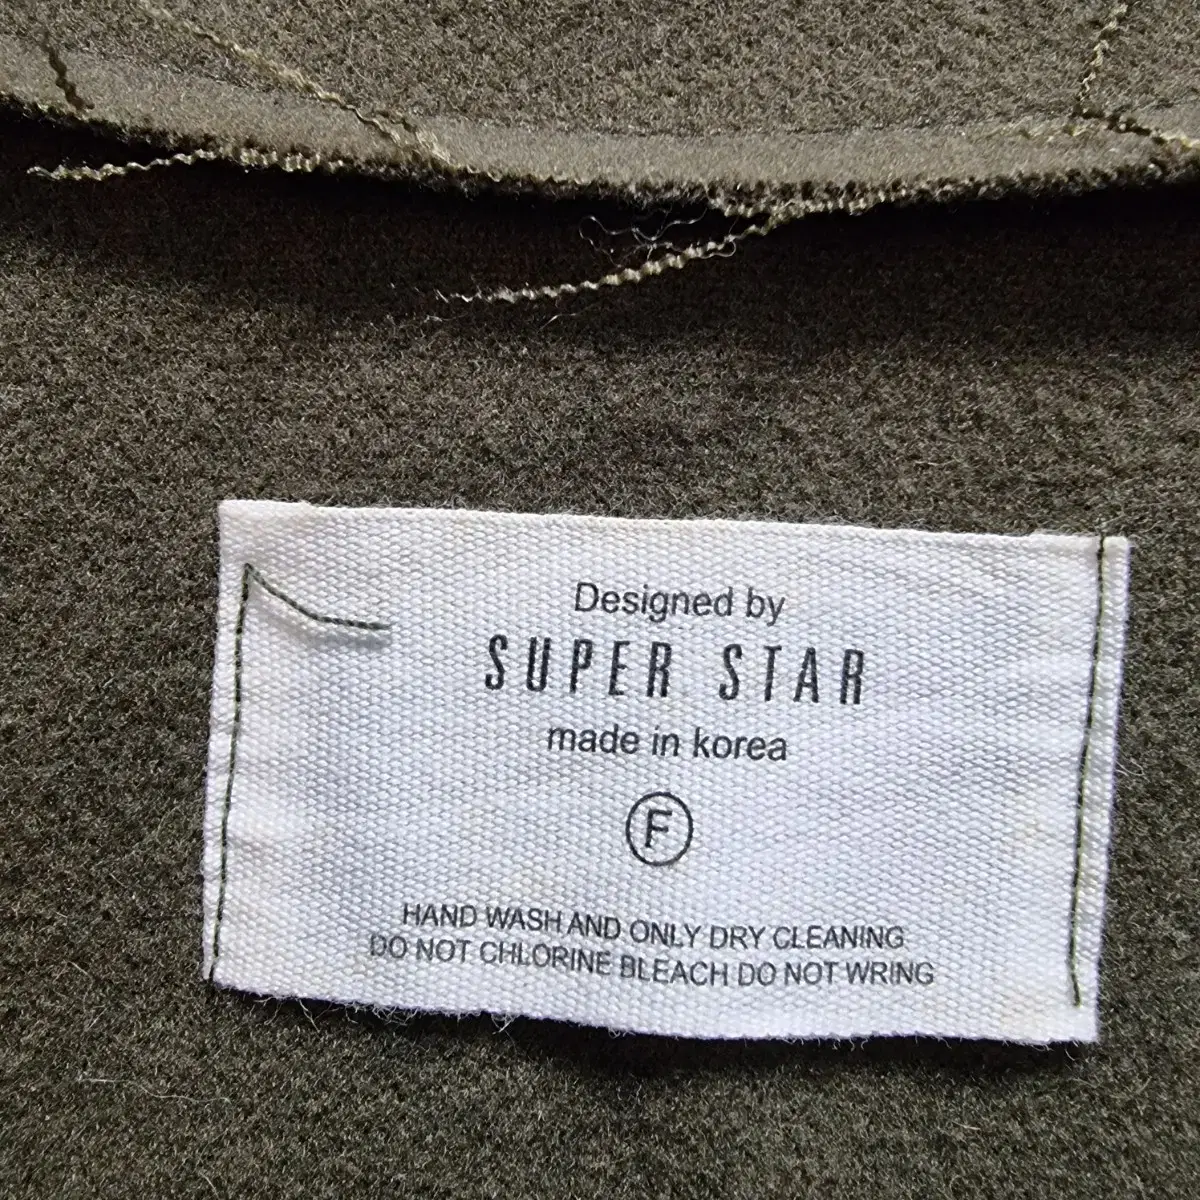 Designed by
SUPER STAR
made in korea
F
HAND WASH AND ONLY DRY CLEANING
DO NOT CHLORINE BLEACH DO NOT WRING